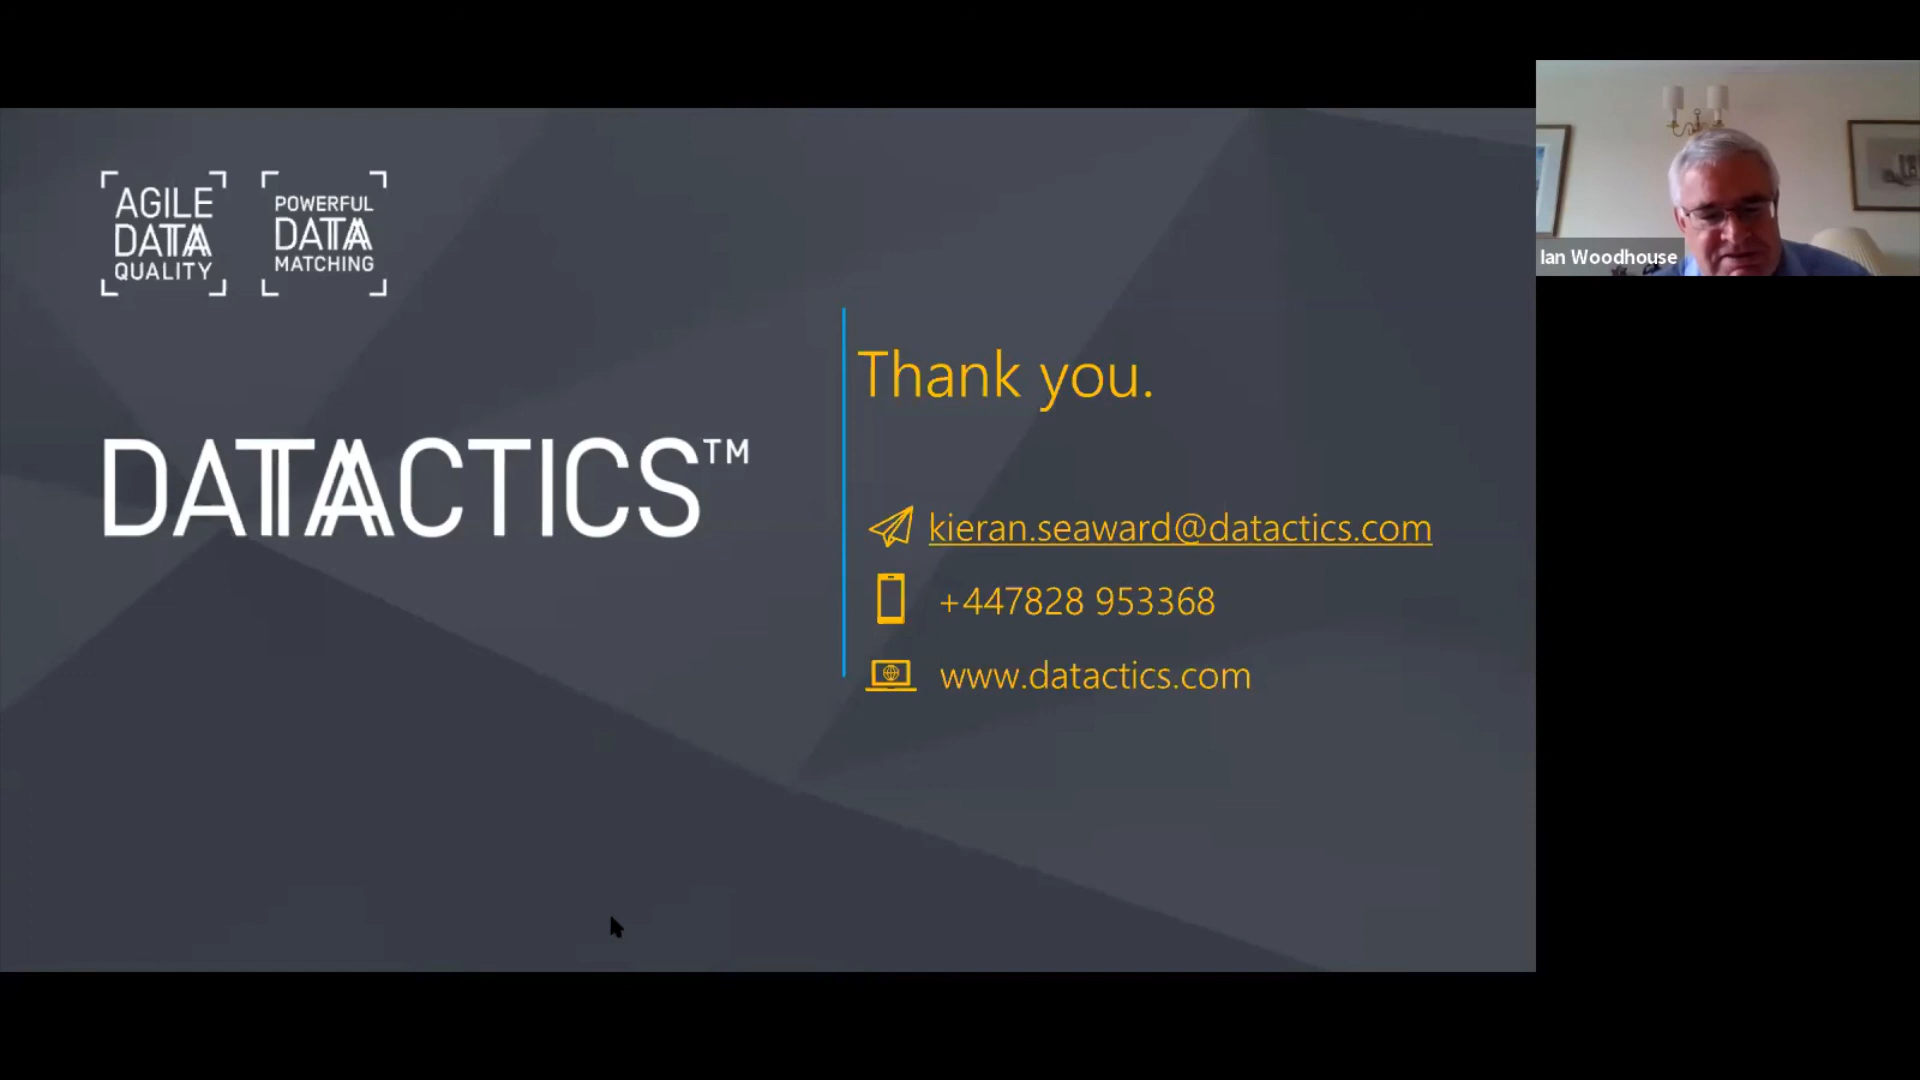 AGILE
DATA
QUALITY
POWERFUL
DATA
MATCHING
DATACTICS™
Thank you.
kieran.seaward@datactics.com
+447828 953368
www.datactics.com
Ian Woodhouse